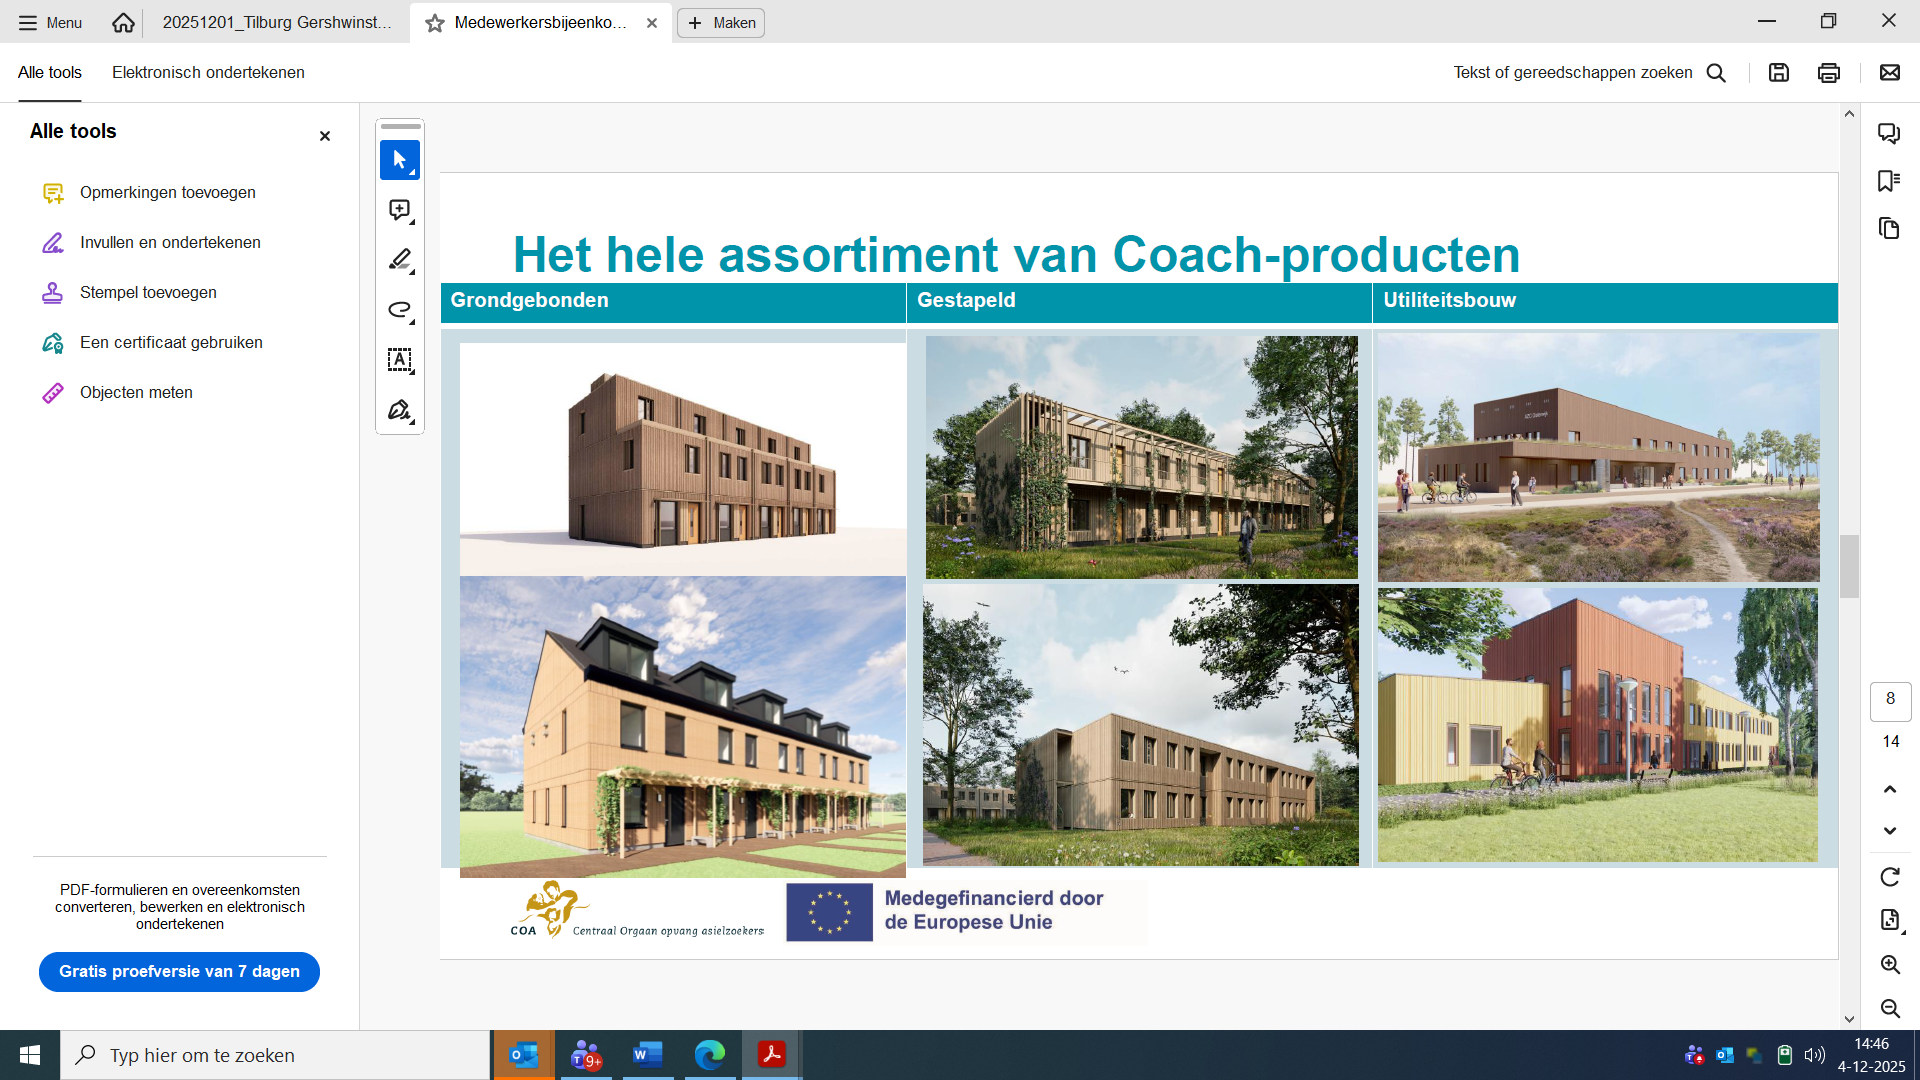 Menu
20251201_Tilburg Gershwinst...
Medewerkersbijeenko...
Maken
Alle tools
Elektronisch ondertekenen
Tekst of gereedschappen zoeken
Alle tools
Opmerkingen toevoegen
Invullen en ondertekenen
Stempel toevoegen
Een certificaat gebruiken
Objecten meten
PDF-formulieren en overeenkomsten
converteren, bewerken en elektronisch
ondertekenen
Gratis proefversie van 7 dagen
Het hele assortiment van Coach-producten
Grondgebonden
Gestapeld
Utiliteitsbouw
COA
Centraal Orgaan opvang asielzoekers
Medegefinancierd door
de Europese Unie
8
14
Typ hier om te zoeken
9+
14:46
4-12-2025